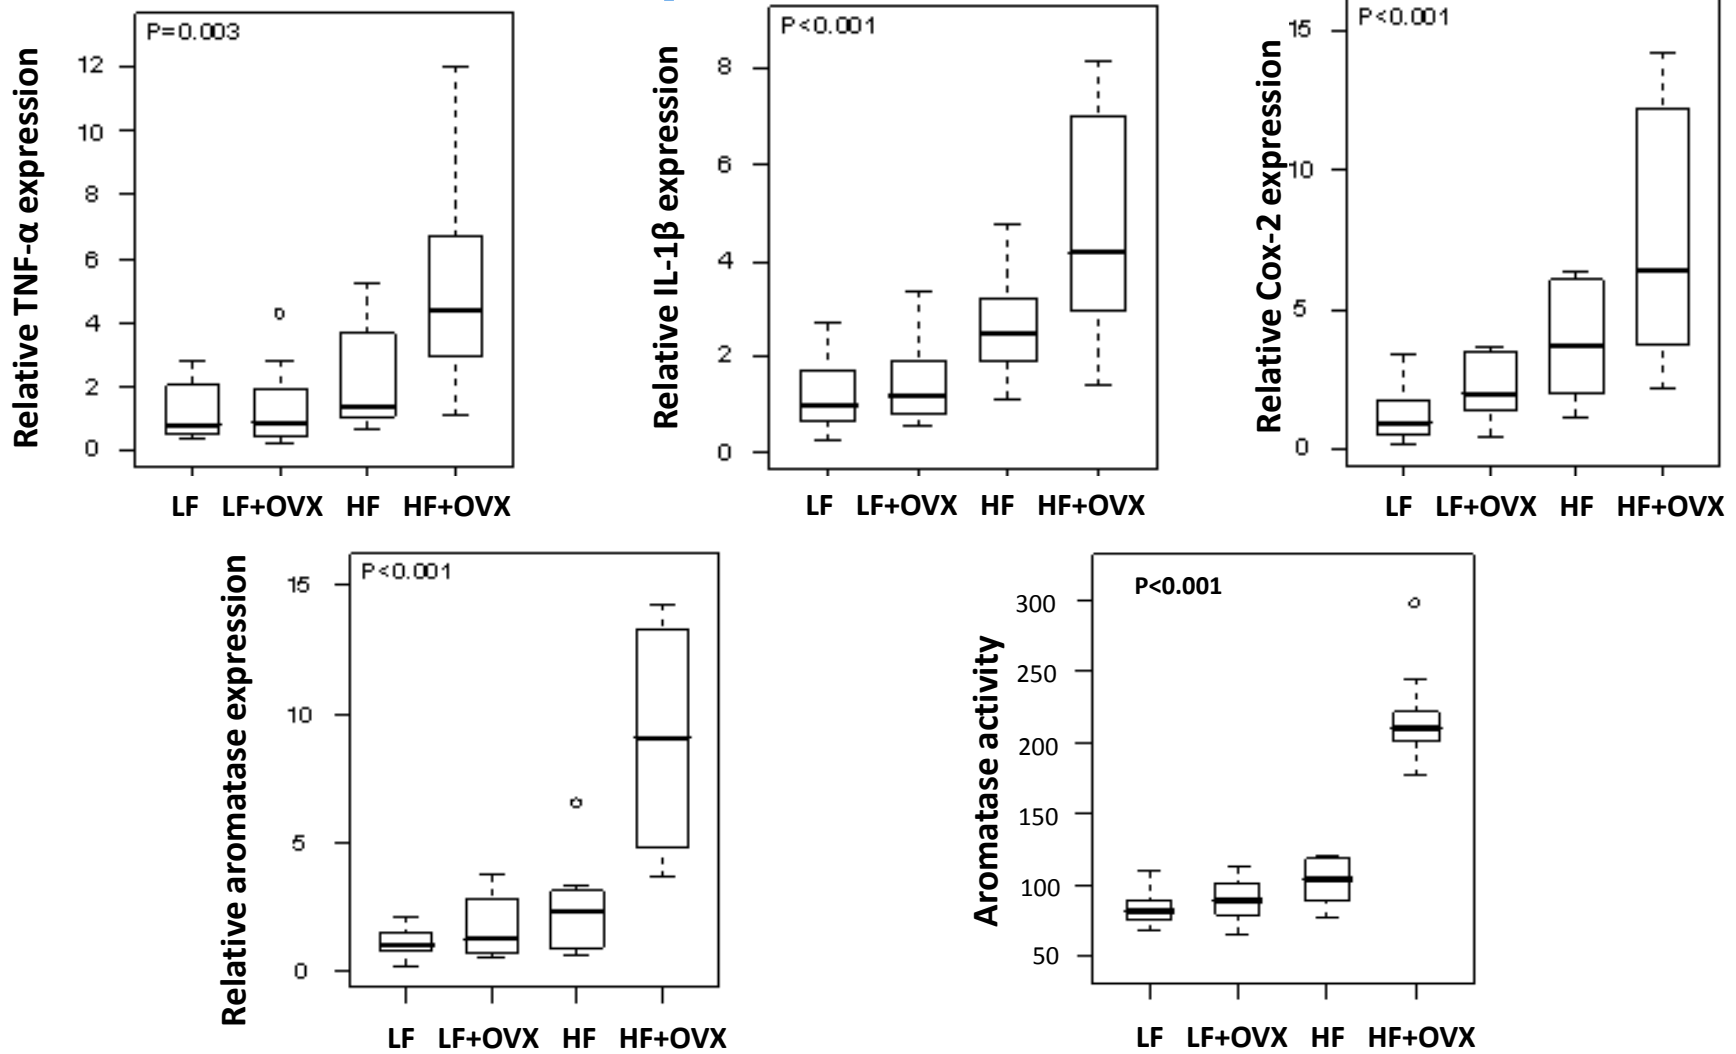 Relative TNF-α expression
P=0.003
12
10
8
6
4
2
0
LF LF+OVX HF HF+OVX
Relative IL-1β expression
P<0.001
8
6
4
2
0
LF LF+OVX HF HF+OVX
Relative Cox-2 expression
P<0.001
15
10
5
0
LF LF+OVX HF HF+OVX
Relative aromatase expression
P<0.001
15
10
5
0
LF LF+OVX HF HF+OVX
Aromatase activity
P<0.001
300
250
200
150
100
50
LF LF+OVX HF HF+OVX